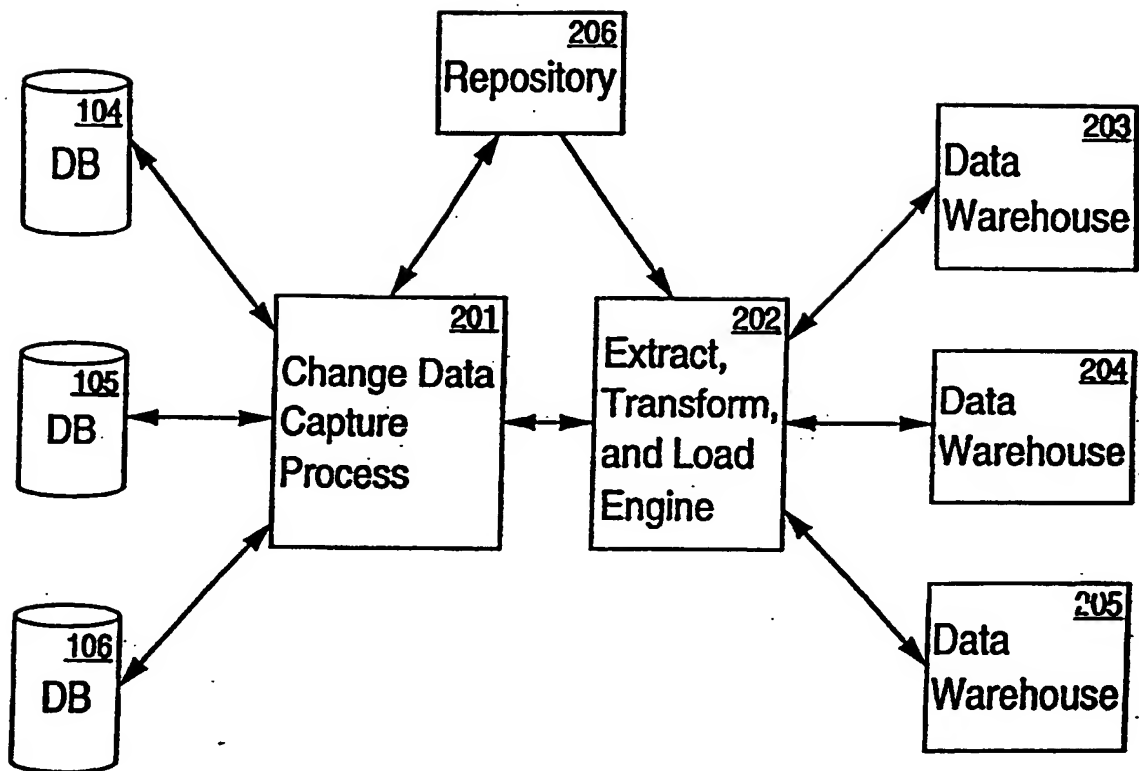 206
Repository
104
DB
203
Data
Warehouse
201
Change Data
Capture
Process
202
Extract,
Transform,
and Load
Engine
105
DB
204
Data
Warehouse
106
DB
205
Data
Warehouse